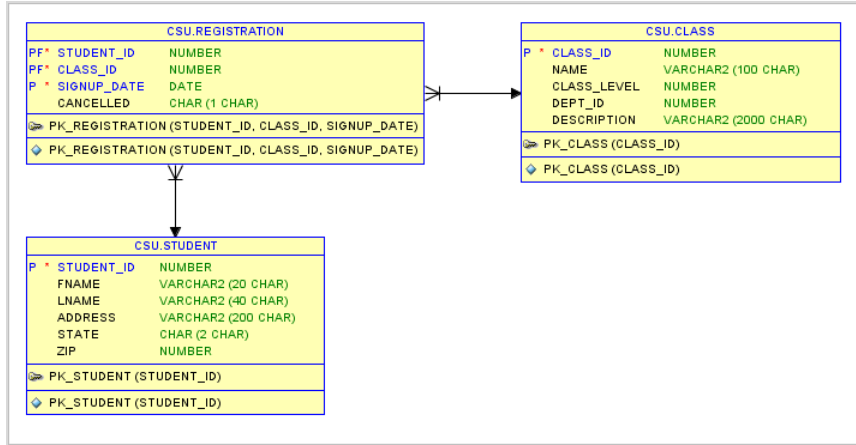 CSU.REGISTRATION
PF* STUDENT_ID NUMBER
PF* CLASS_ID NUMBER
P * SIGNUP_DATE DATE
CANCELLED CHAR (1 CHAR)
PK_REGISTRATION (STUDENT_ID, CLASS_ID, SIGNUP_DATE)
PK_REGISTRATION (STUDENT_ID, CLASS_ID, SIGNUP_DATE)
CSU.CLASS
P * CLASS_ID NUMBER
NAME VARCHAR2 (100 CHAR)
CLASS_LEVEL NUMBER
DEPT_ID NUMBER
DESCRIPTION VARCHAR2 (2000 CHAR)
PK_CLASS (CLASS_ID)
PK_CLASS (CLASS_ID)
CSU.STUDENT
P * STUDENT_ID NUMBER
FNAME VARCHAR2 (20 CHAR)
LNAME VARCHAR2 (40 CHAR)
ADDRESS VARCHAR2 (200 CHAR)
STATE CHAR (2 CHAR)
ZIP NUMBER
PK_STUDENT (STUDENT_ID)
PK_STUDENT (STUDENT_ID)